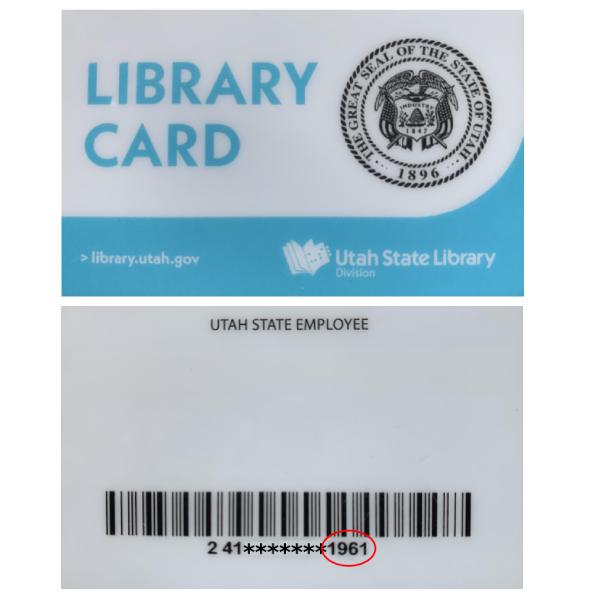 LIBRARY
CARD
THE GREAT SEAL OF THE STATE OF UTAH
INDUSTRY
1847
1896
> library.utah.gov
Utah State Library
Division
UTAH STATE EMPLOYEE
2 41*******1961